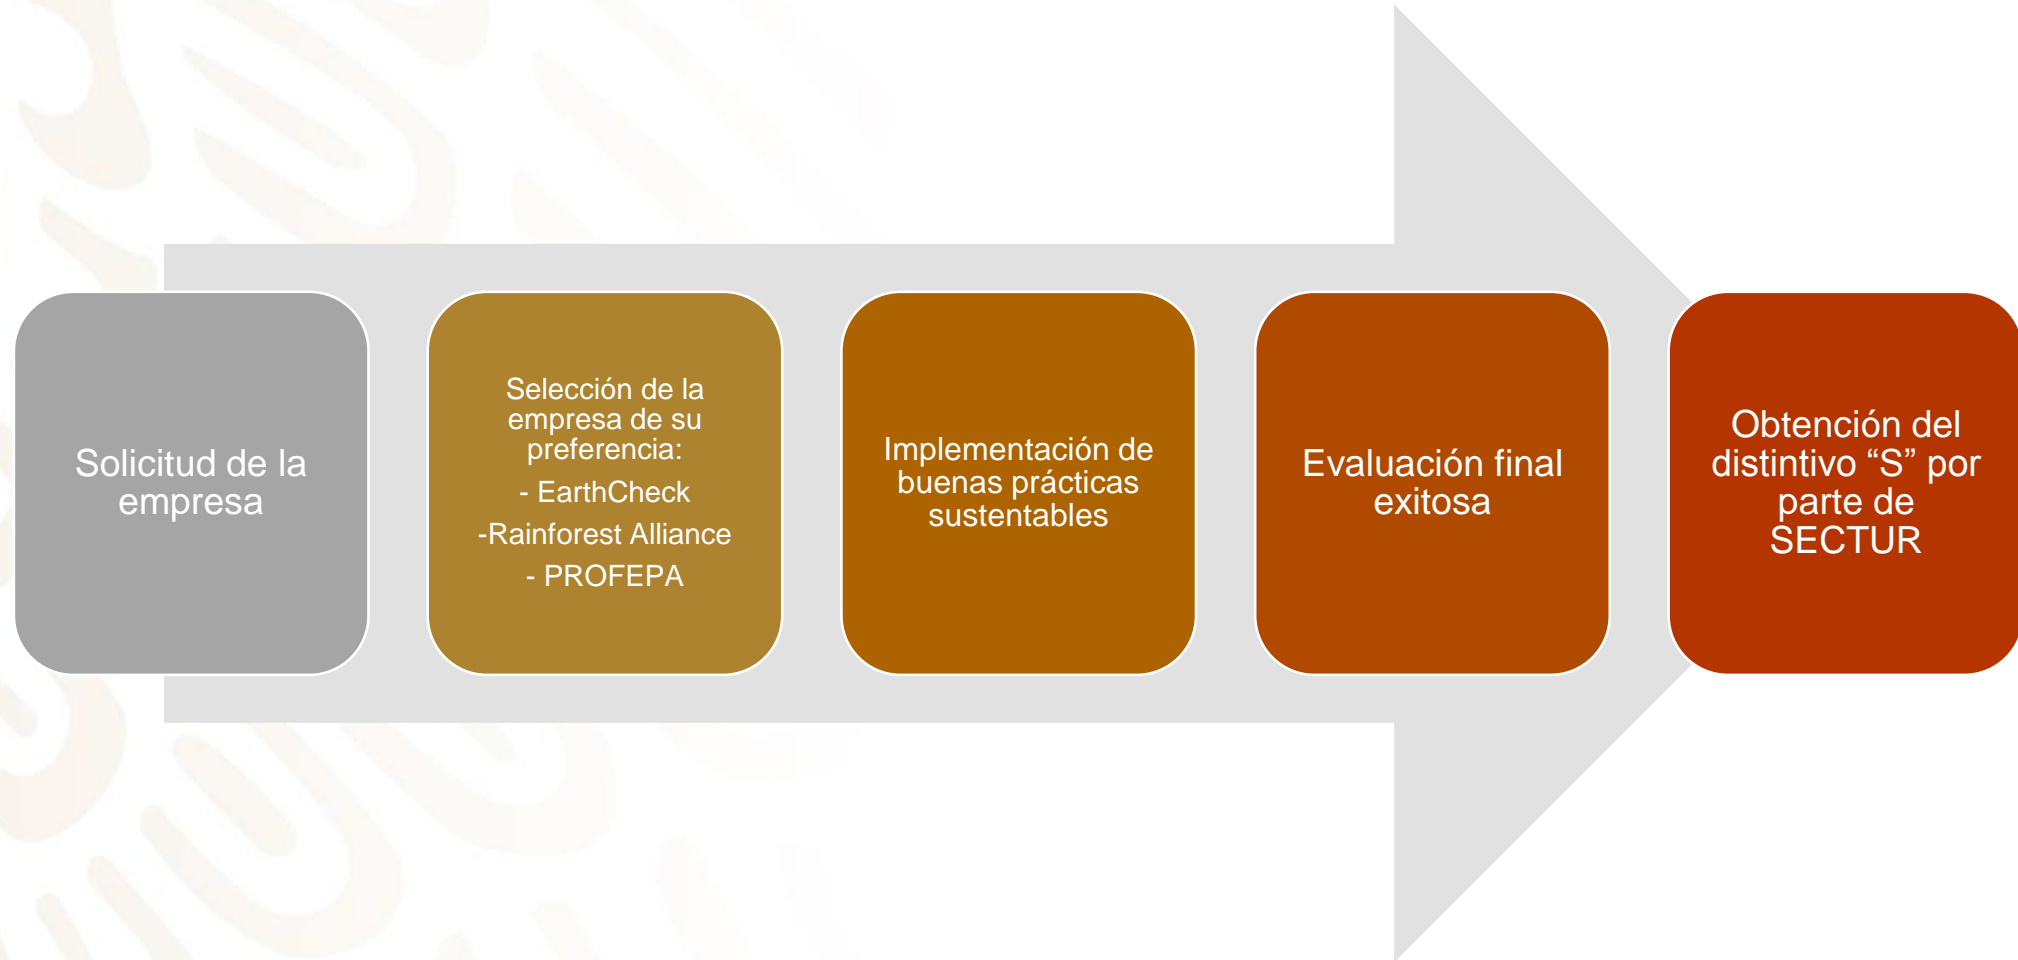 Solicitud de la
empresa
Selección de la
empresa de su
preferencia:
- EarthCheck
-Rainforest Alliance
- PROFEPA
Implementación de
buenas prácticas
sustentables
Evaluación final
exitosa
Obtención del
distintivo “S” por
parte de
SECTUR